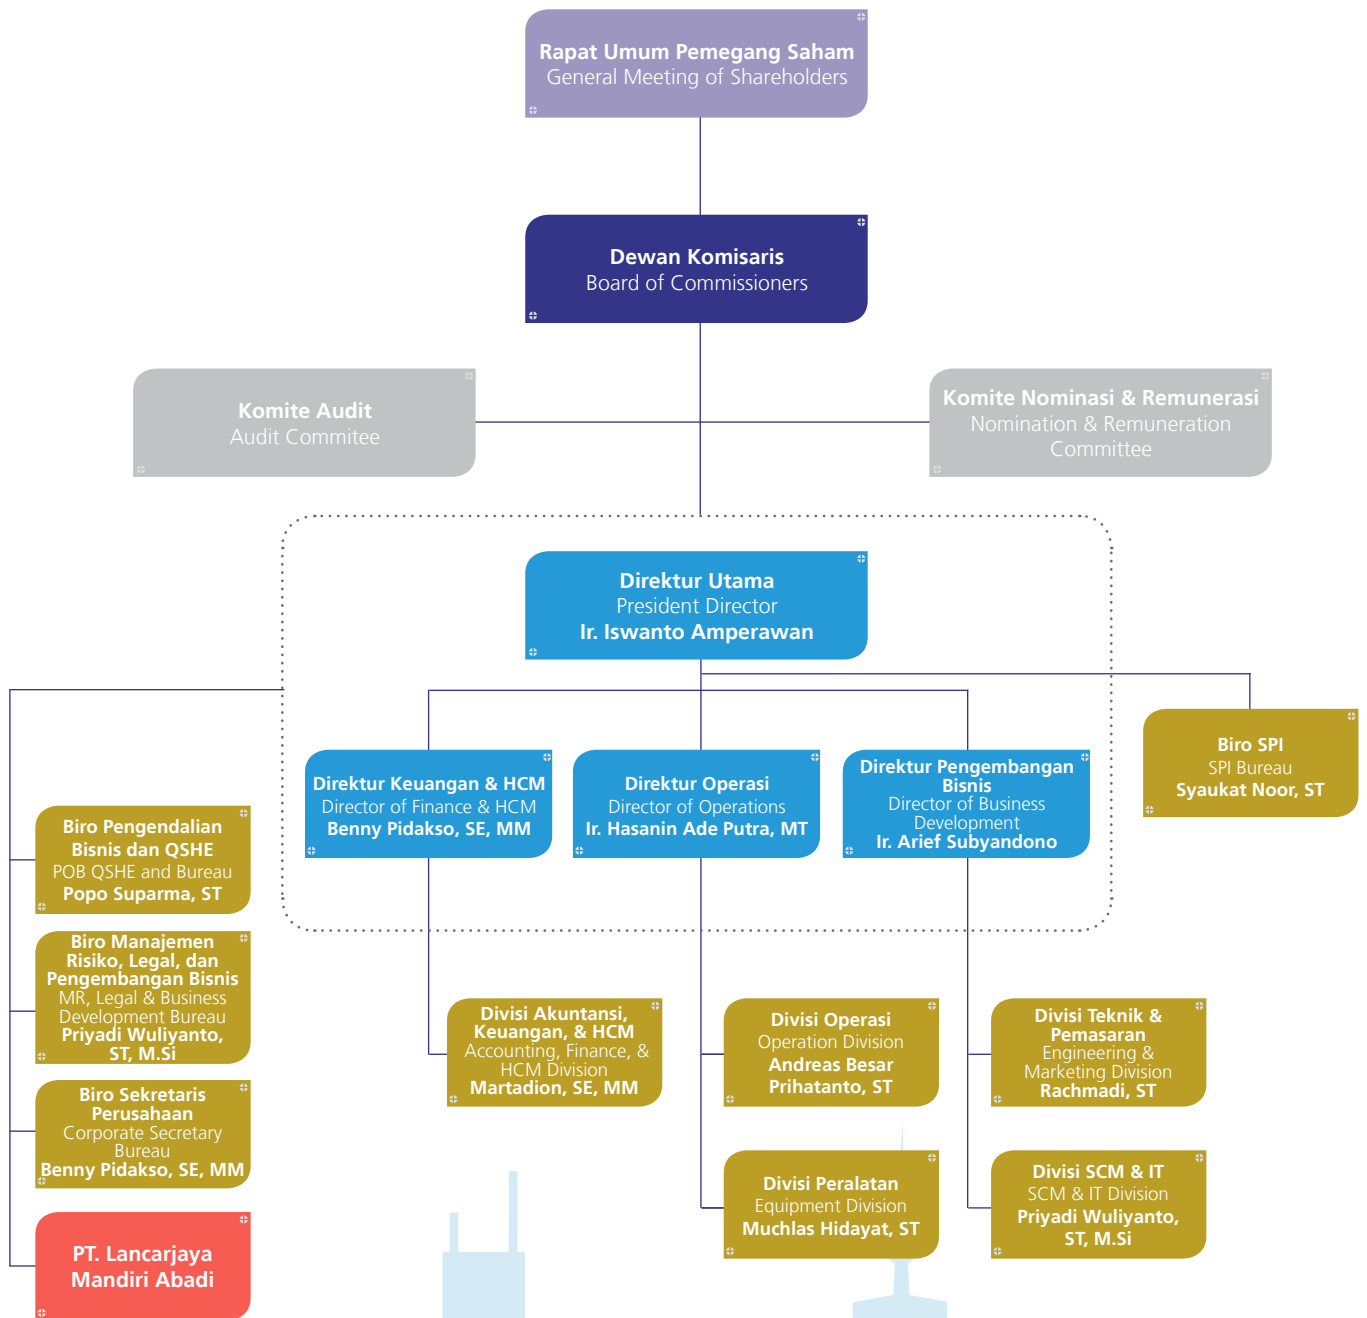 Rapat Umum Pemegang Saham
General Meeting of Shareholders
Dewan Komisaris
Board of Commissioners
Komite Audit
Audit Commitee
Komite Nominasi & Remunerasi
Nomination & Remuneration
Committee
Direktur Utama
President Director
Ir. Iswanto Amperawan
Direktur Keuangan & HCM
Director of Finance & HCM
Benny Pidakso, SE, MM
Direktur Operasi
Director of Operations
Ir. Hasanin Ade Putra, MT
Direktur Pengembangan
Bisnis
Director of Business
Development
Ir. Arief Subyandono
Biro SPI
SPI Bureau
Syaukat Noor, ST
Biro Pengendalian
Bisnis dan QSHE
POB QSHE and Bureau
Popo Suparma, ST
Biro Manajemen
Risiko, Legal, dan
Pengembangan Bisnis
MR, Legal & Business
Development Bureau
Priyadi Wuliyanto,
ST, M.Si
Biro Sekretaris
Perusahaan
Corporate Secretary
Bureau
Benny Pidakso, SE, MM
PT. Lancarjaya
Mandiri Abadi
Divisi Akuntansi,
Keuangan, & HCM
Accounting, Finance, &
HCM Division
Martadion, SE, MM
Divisi Operasi
Operation Division
Andreas Besar
Prihatanto, ST
Divisi Teknik &
Pemasaran
Engineering &
Marketing Division
Rachmadi, ST
Divisi Peralatan
Equipment Division
Muchlas Hidayat, ST
Divisi SCM & IT
SCM & IT Division
Priyadi Wuliyanto,
ST, M.Si